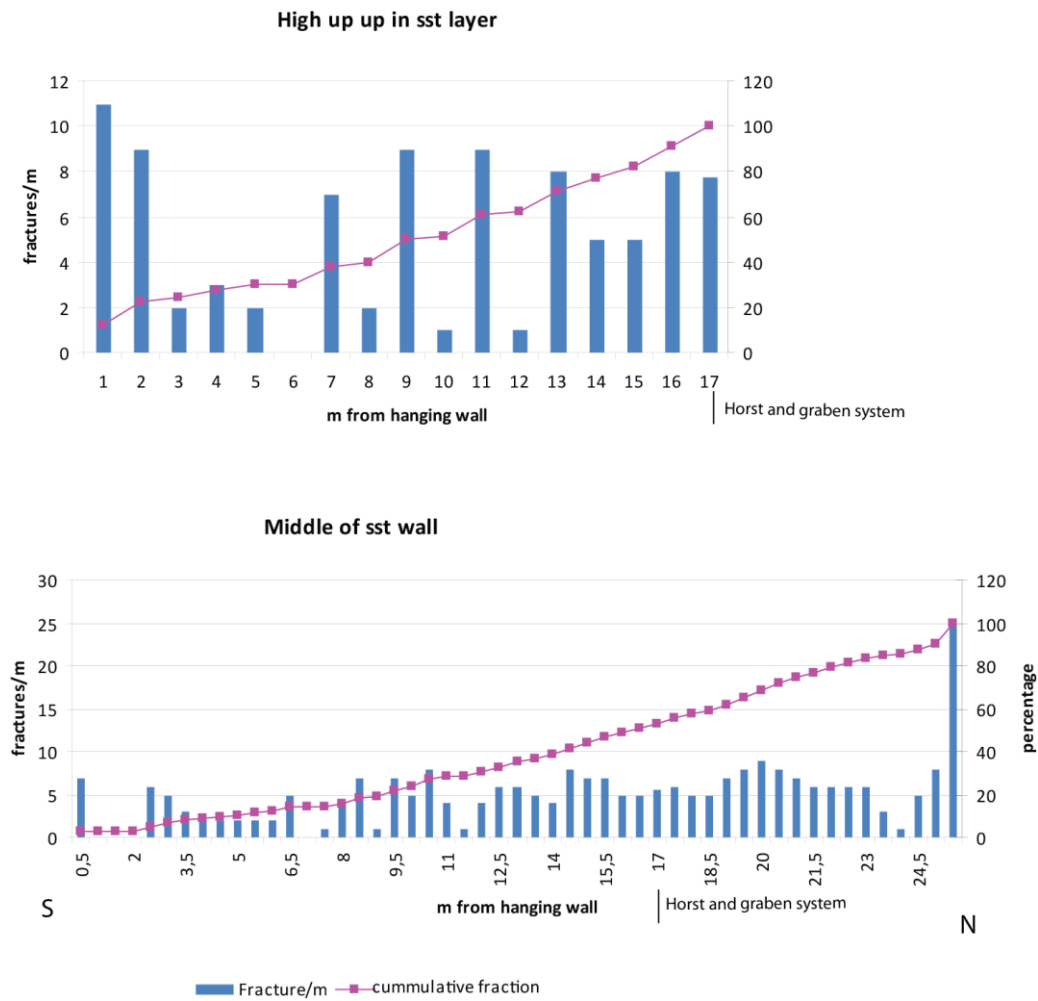 High up up in sst layer
12 120
10 100
8 80
6 60
4 40
2 20
0 0
fractures/m
1 2 3 4 5 6 7 8 9 10 11 12 13 14 15 16 17
m from hanging wall
Horst and graben system
Middle of sst wall
30 120
25 100
20 80
15 60
10 40
5 20
0 0
fractures/m
percentage
0,5 2 3,5 5 6,5 8 9,5 11 12,5 14 15,5 17 18,5 20 21,5 23 24,5
m from hanging wall
Horst and graben system
S
N
Fracture/m cummulative fraction